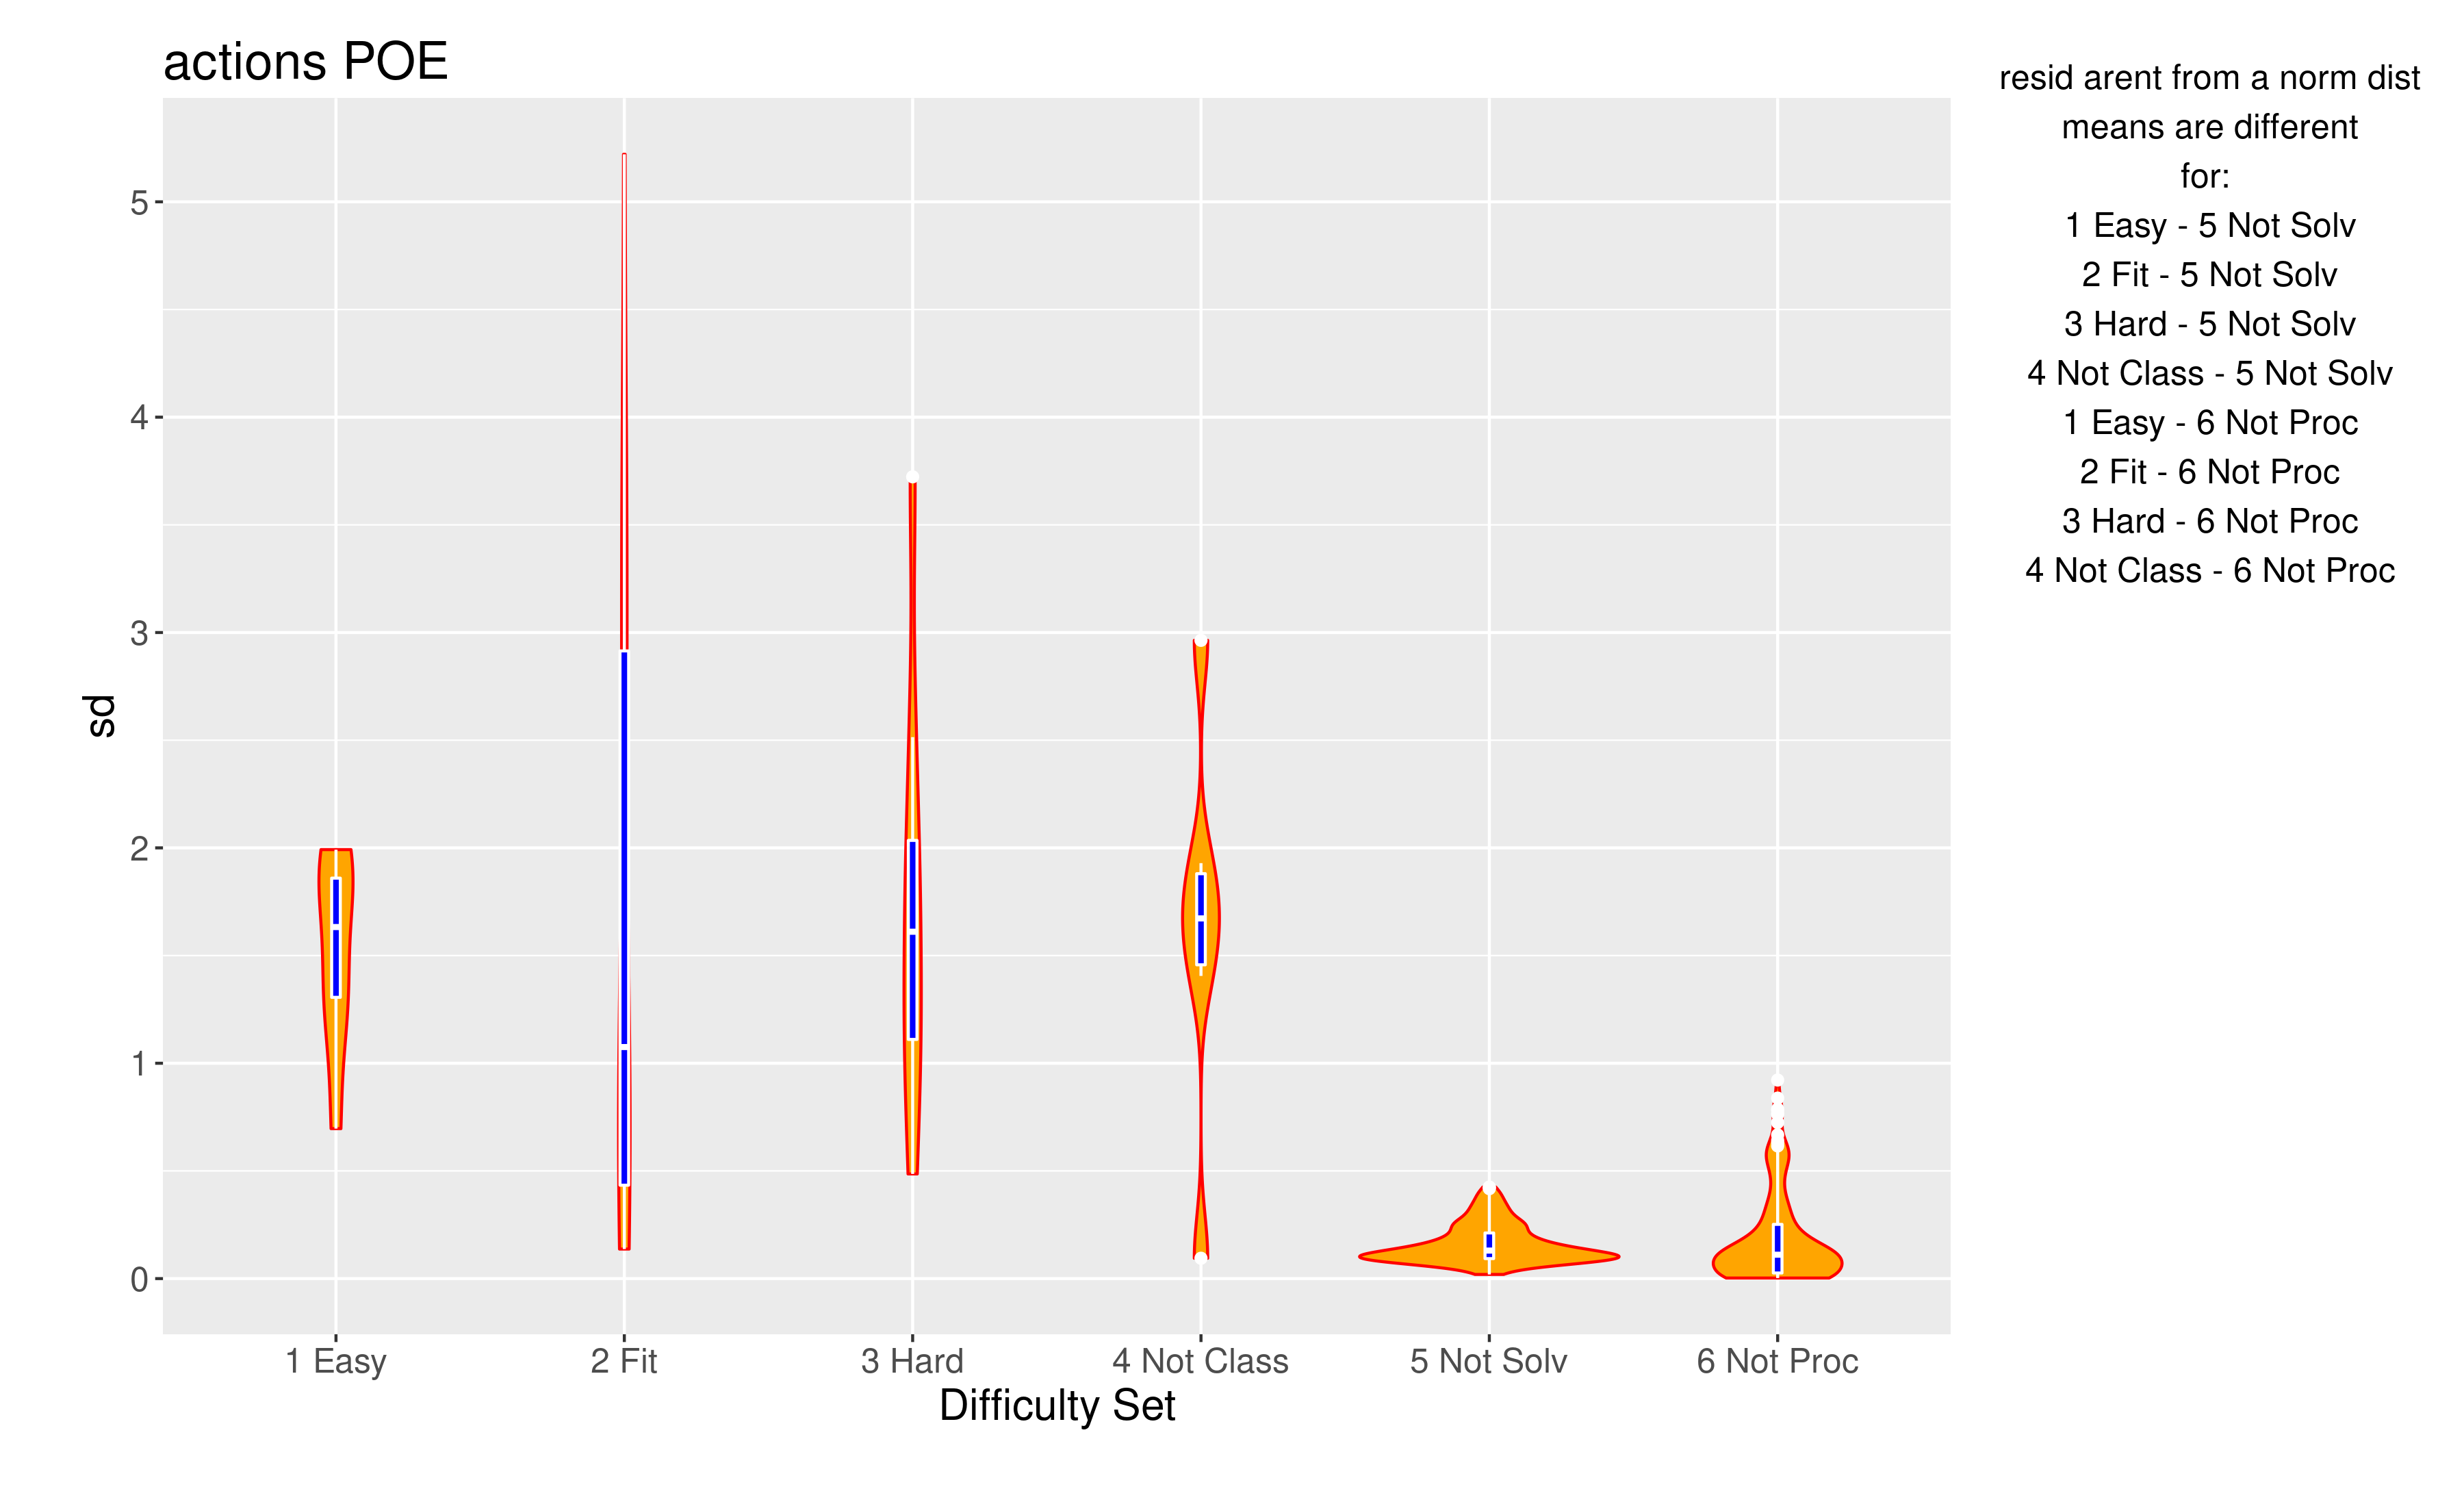 actions POE
resid arent from a norm dist
means are different
for:
1 Easy - 5 Not Solv
2 Fit - 5 Not Solv
3 Hard - 5 Not Solv
4 Not Class - 5 Not Solv
1 Easy - 6 Not Proc
2 Fit - 6 Not Proc
3 Hard - 6 Not Proc
4 Not Class - 6 Not Proc
sd
5
4
3
2
1
0
1 Easy
2 Fit
3 Hard
4 Not Class
5 Not Solv
6 Not Proc
Difficulty Set